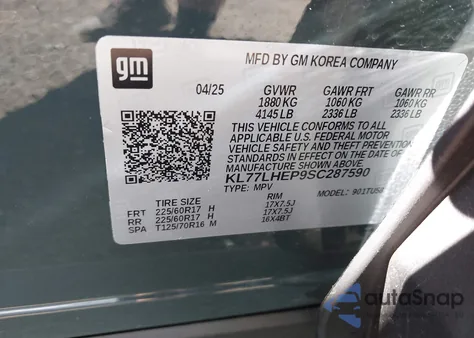 gm
MFD BY GM KOREA COMPANY
04/25 GVWR GAWR FRT GAWR RR
1880 KG 1060 KG 1060 KG
4145 LB 2336 LB 2336 LB
THIS VEHICLE CONFORMS TO ALL
APPLICABLE U.S. FEDERAL MOTOR
VEHICLE SAFETY AND THEFT
PREVENTION STANDARDS IN
EFFECT ON THE DATE OF
MANUFACTURE SHOWN ABOVE.
KL77LHEP9SC287590
TYPE: MPV MODEL: 901TU58
TIRE SIZE RIM
FRT 225/60R17 H 17X7.5J
RR 225/60R17 H 17X7.5J
SPA T125/70R16 M 16X4BT
autoSnap